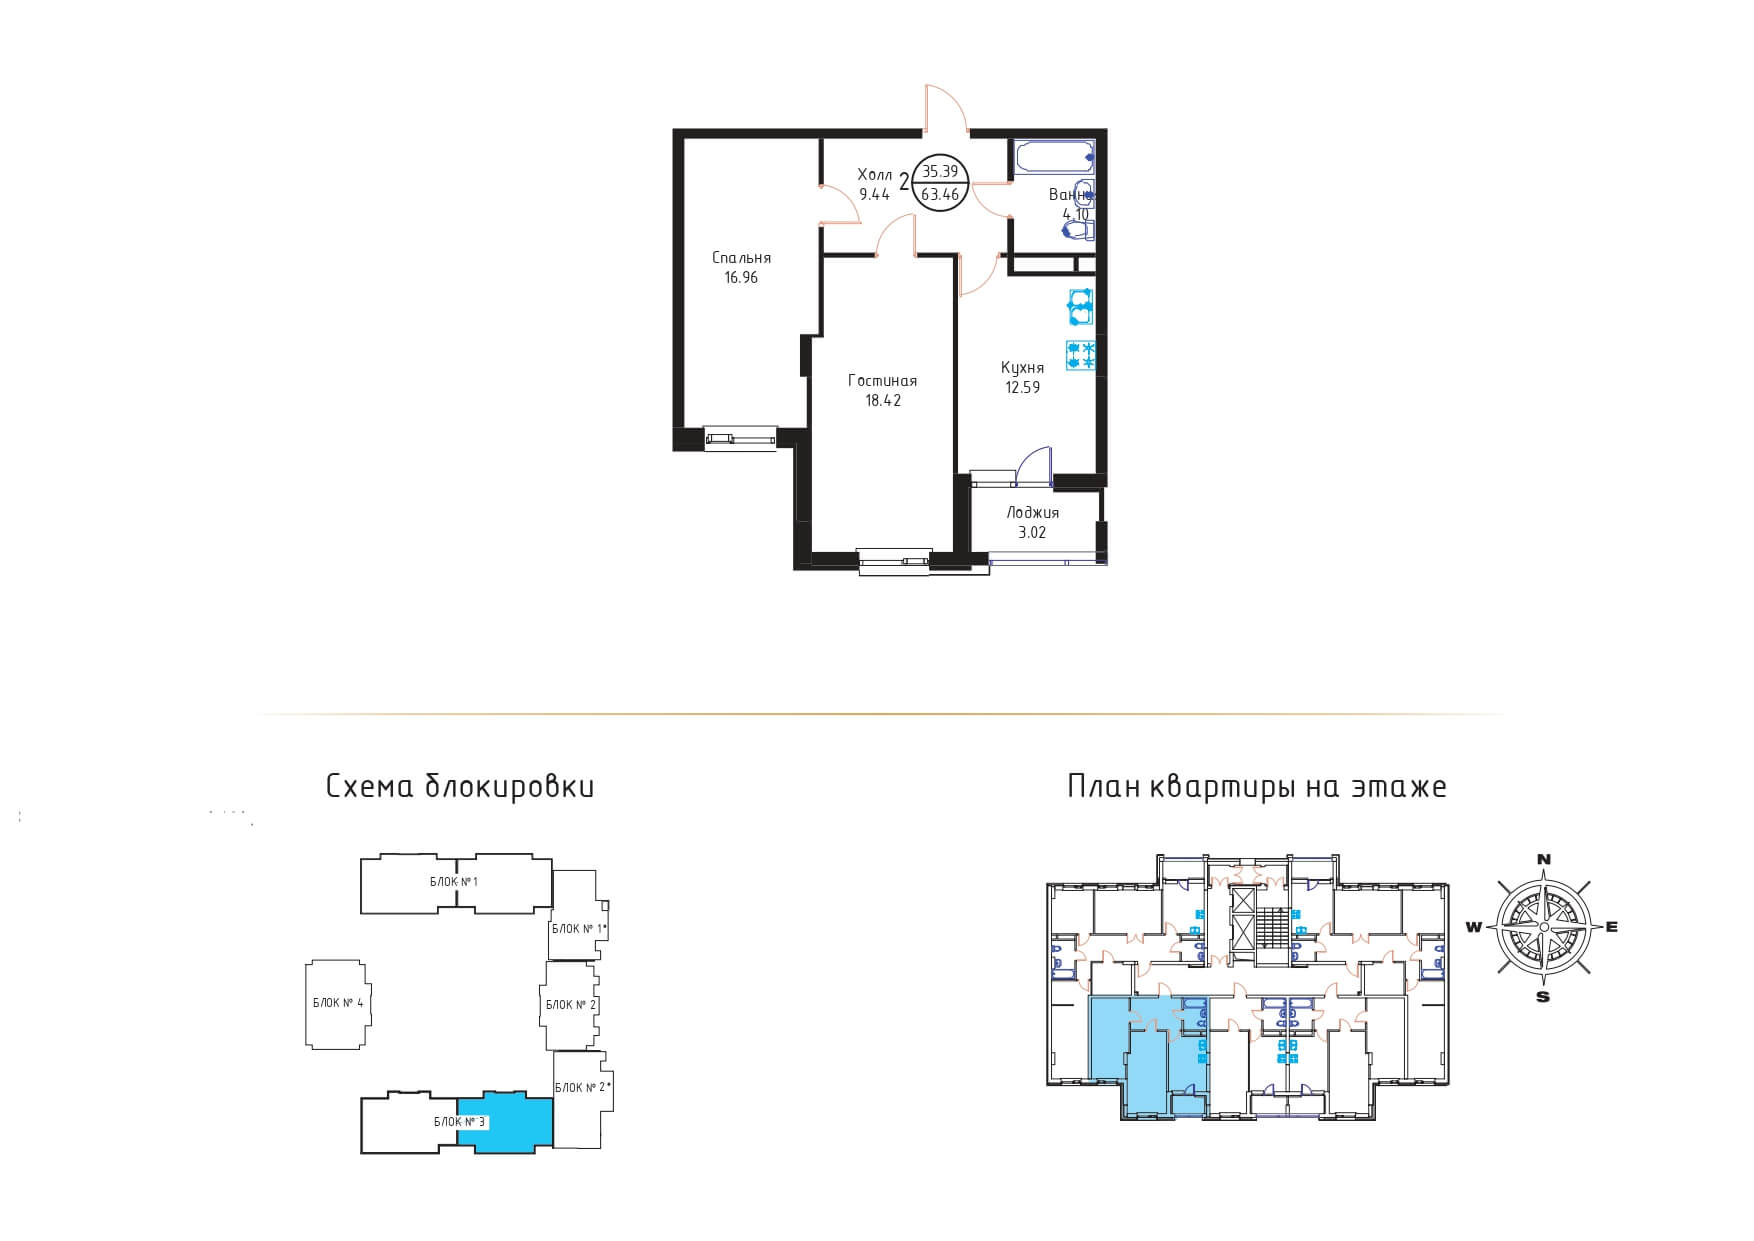 Холл
9.44
2
35.39
63.46
Ванна
4.10
Спальня
16.96
Гостиная
18.42
Кухня
12.59
Лоджия
3.02
Схема блокировки
План квартиры на этаже
БЛОК № 1
БЛОК № 1*
БЛОК № 4
БЛОК № 2
БЛОК № 2*
БЛОК № 3
N
W
E
S